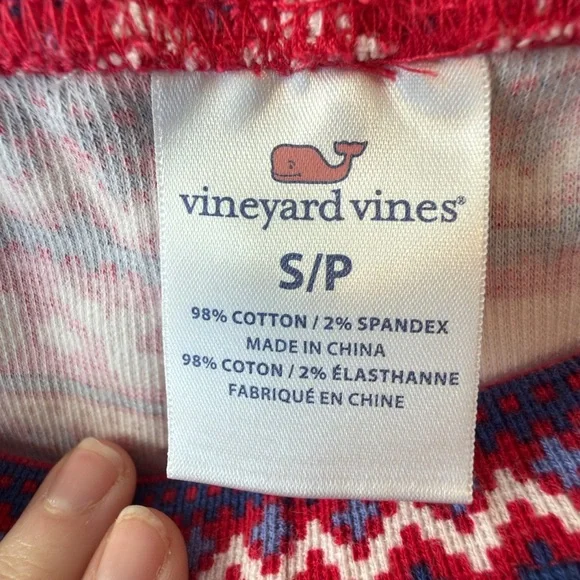 vineyard vines®
S/P
98% COTTON / 2% SPANDEX
MADE IN CHINA
98% COTON / 2% ÉLASTHANNE
FABRIQUÉ EN CHINE